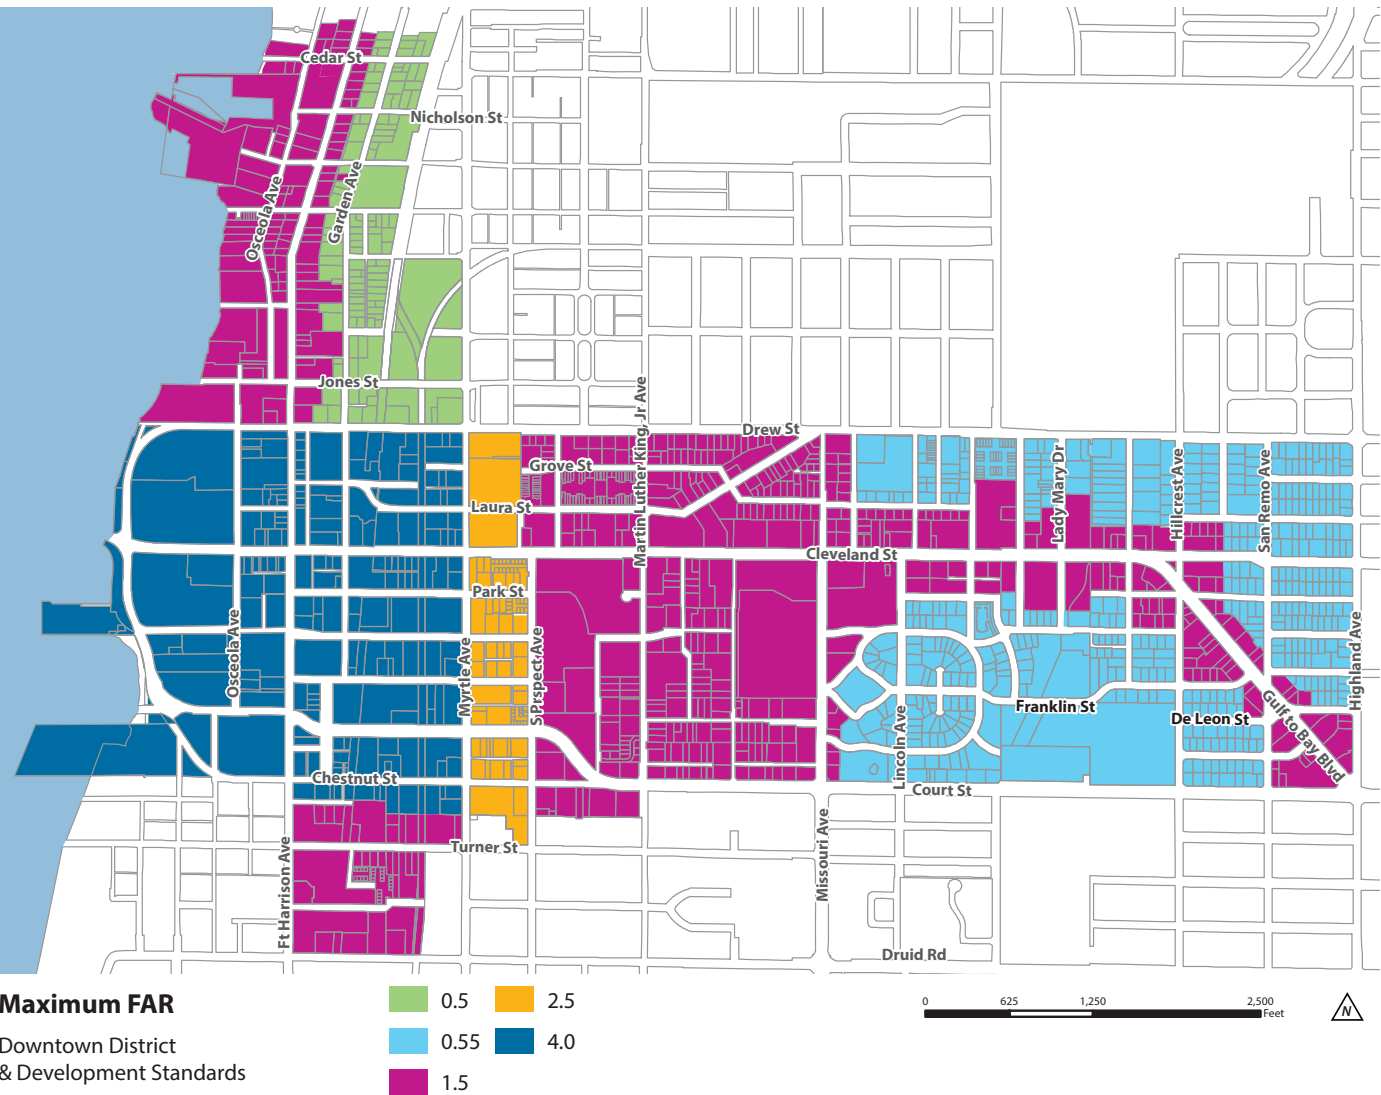 Cedar St
Nicholson St
Osceola Ave
Garden Ave
Jones St
Martin Luther King, Jr Ave
Drew St
Grove St
Laura St
Lady Mary Dr
Hillcrest Ave
San Remo Ave
Cleveland St
Park St
Osceola Ave
Myrtle Ave
S Prspect Ave
Highland Ave
Lincoln Ave
Franklin St
De Leon St
Gulf to Bay Blvd
Chestnut St
Court St
Turner St
Ft Harrison Ave
Missouri Ave
Druid Rd
Maximum FAR
Downtown District
& Development Standards
0.5
0.55
1.5
2.5
4.0
0 625 1,250 2,500
Feet
N